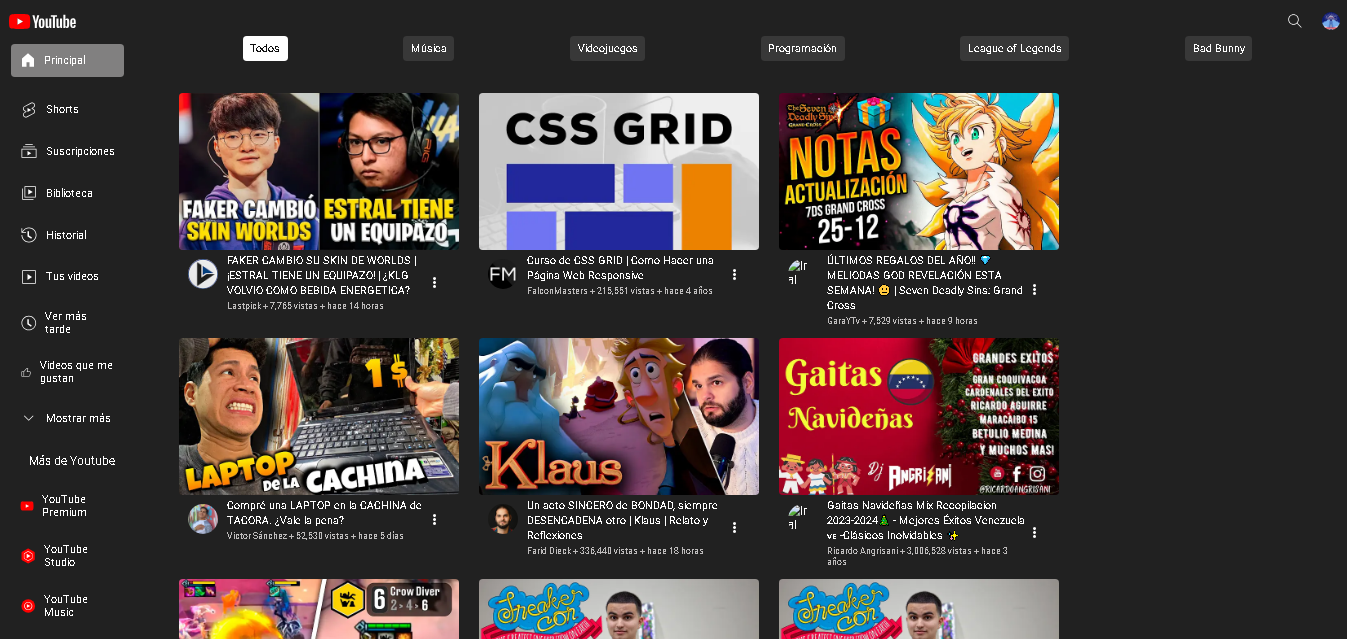 YouTube
Todos
Música
Videojuegos
Programación
League of Legends
Bad Bunny
Principal
Shorts
Suscripciones
Biblioteca
Historial
Tus videos
Ver más
tarde
Videos que me
gustan
Mostrar más
Más de Youtube
YouTube
Premium
YouTube
Studio
YouTube
Music
FAKER CAMBIÓ
SKIN WORLDS
ESTRAL TIENE
UN EQUIPAZO
FAKER CAMBIO SU SKIN DE WORLDS |
¡ESTRAL TIENE UN EQUIPAZO! | ¿KLG
VOLVIO COMO BEBIDA ENERGETICA?
Lastpick • 7,765 vistas • hace 14 horas
CSS GRID
FM
Curso de CSS GRID | Como Hacer una
Página Web Responsive
FalconMasters • 215,551 vistas • hace 4 años
The Seven
Deadly Sins
GRAND CROSS
NOTAS
ACTUALIZACIÓN
7DS GRAND CROSS
25-12
ÚLTIMOS REGALOS DEL AÑO!! 💎
MELIODAS GOD REVELACIÓN ESTA
SEMANA! 😀 | Seven Deadly Sins: Grand
Cross
GaraYTv • 7,529 vistas • hace 9 horas
1$
LAPTOP
DE LA CACHINA
Compré una LAPTOP en la CACHINA de
TACORA. ¿Vale la pena?
Victor Sánchez • 52,530 vistas • hace 5 días
Klaus
Un acto SINCERO de BONDAD, siempre
DESENCADENA otro | Klaus | Relato y
Reflexiones
Farid Dieck • 336,440 vistas • hace 18 horas
Gaitas
Navideñas
Dj ANGRISANI
GRANDES EXITOS
GRAN COQUIVACOA
CARDENALES DEL EXITO
RICARDO AGUIRRE
MARACAIBO 15
BETULIO MEDINA
Y MUCHOS MAS!
@RICARDOANGRISANI
Gaitas Navideñas Mix Recopilacion
2023-2024🎄 - Mejores Éxitos Venezuela
🇻🇪 -Clásicos Inolvidables ✨
Ricardo Angrisani • 3,006,528 vistas • hace 3
años
6 Crow Diver
2 > 4 > 6
Sneaker
Con
Sneaker
Con